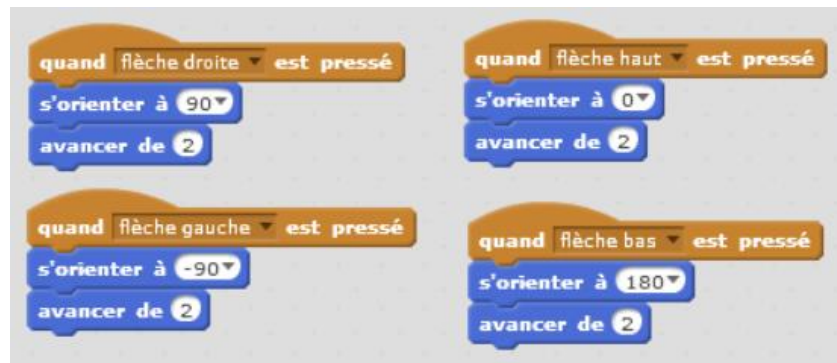 quand flèche droite est pressé
s'orienter à 90
avancer de 2
quand flèche haut est pressé
s'orienter à 0
avancer de 2
quand flèche gauche est pressé
s'orienter à -90
avancer de 2
quand flèche bas est pressé
s'orienter à 180
avancer de 2